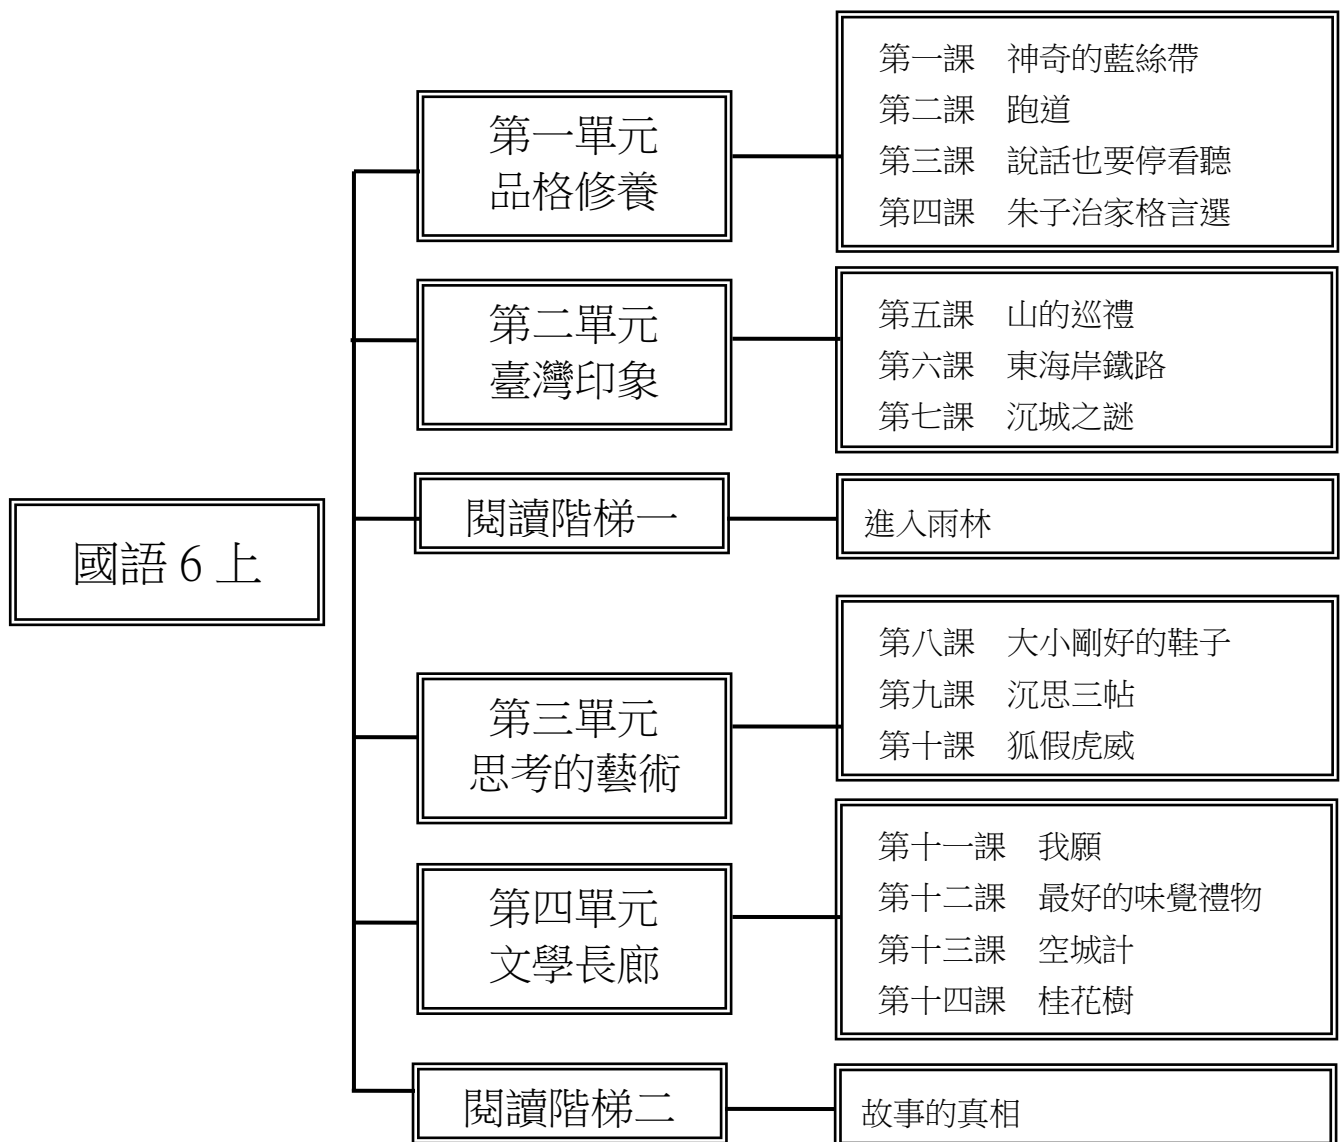 國語 6 上
第一單元
品格修養
第一課　神奇的藍絲帶
第二課　跑道
第三課　說話也要停看聽
第四課　朱子治家格言選
第二單元
臺灣印象
第五課　山的巡禮
第六課　東海岸鐵路
第七課　沉城之謎
閱讀階梯一
進入雨林
第三單元
思考的藝術
第八課　大小剛好的鞋子
第九課　沉思三帖
第十課　狐假虎威
第四單元
文學長廊
第十一課　我願
第十二課　最好的味覺禮物
第十三課　空城計
第十四課　桂花樹
閱讀階梯二
故事的真相